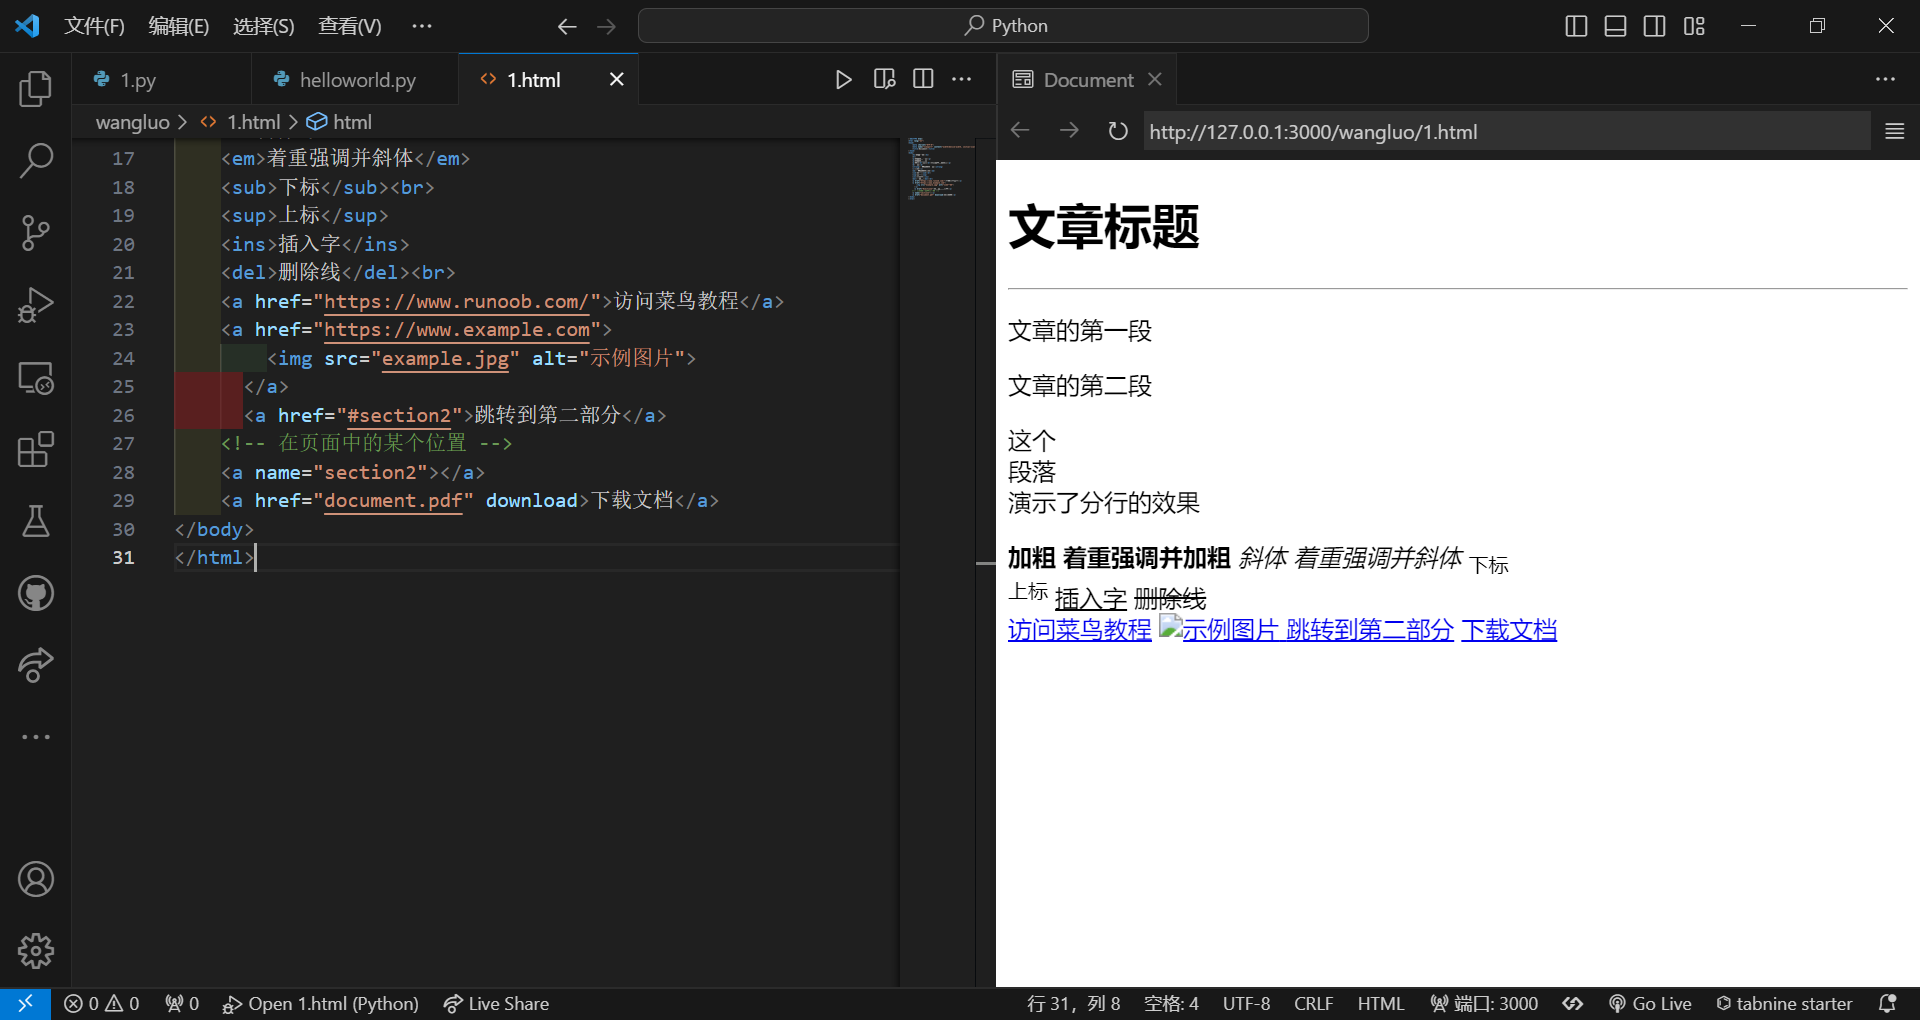 文件(F) 编辑(E) 选择(S) 查看(V) ··· Python
1.py helloworld.py 1.html
wangluo > 1.html > html
17 <em>着重强调并斜体</em>
18 <sub>下标</sub><br>
19 <sup>上标</sup>
20 <ins>插入字</ins>
21 <del>删除线</del><br>
22 <a href="https://www.runoob.com/">访问菜鸟教程</a>
23 <a href="https://www.example.com">
24 <img src="example.jpg" alt="示例图片">
25 </a>
26 <a href="#section2">跳转到第二部分</a>
27 <!-- 在页面中的某个位置 -->
28 <a name="section2"></a>
29 <a href="document.pdf" download>下载文档</a>
30 </body>
31 </html>
Document
http://127.0.0.1:3000/wangluo/1.html
文章标题
文章的第一段
文章的第二段
这个
段落
演示了分行的效果
加粗 着重强调并加粗 斜体 着重强调并斜体 下标
上标 插入字 删除线
访问菜鸟教程 示例图片 跳转到第二部分 下载文档
0 0 0 Open 1.html (Python) Live Share 行 31，列 8 空格: 4 UTF-8 CRLF HTML 端口: 3000 Go Live tabnine starter